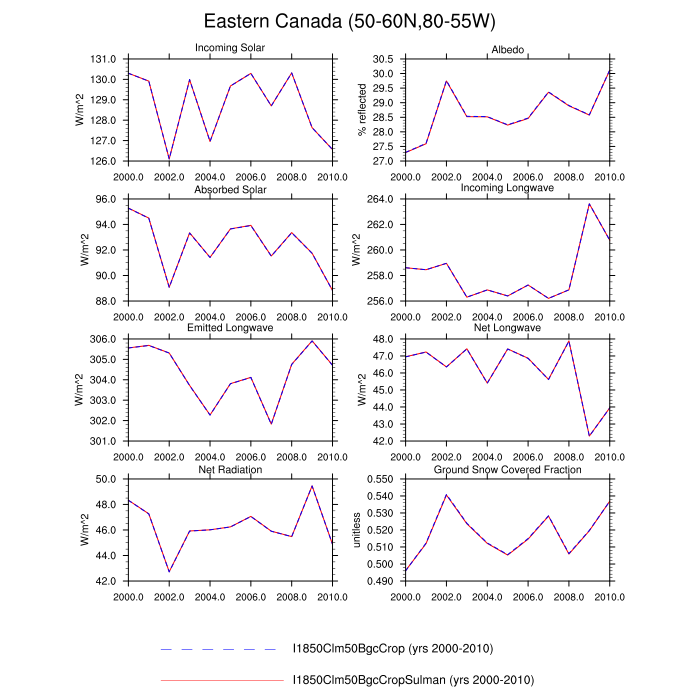 Eastern Canada (50-60N,80-55W)
Incoming Solar
W/m^2
131.0
130.0
129.0
128.0
127.0
126.0
2000.0 2002.0 2004.0 2006.0 2008.0 2010.0
Albedo
% reflected
30.5
30.0
29.5
29.0
28.5
28.0
27.5
27.0
2000.0 2002.0 2004.0 2006.0 2008.0 2010.0
Absorbed Solar
W/m^2
96.0
94.0
92.0
90.0
88.0
2000.0 2002.0 2004.0 2006.0 2008.0 2010.0
Incoming Longwave
W/m^2
264.0
262.0
260.0
258.0
256.0
2000.0 2002.0 2004.0 2006.0 2008.0 2010.0
Emitted Longwave
W/m^2
306.0
305.0
304.0
303.0
302.0
301.0
2000.0 2002.0 2004.0 2006.0 2008.0 2010.0
Net Longwave
W/m^2
48.0
47.0
46.0
45.0
44.0
43.0
42.0
2000.0 2002.0 2004.0 2006.0 2008.0 2010.0
Net Radiation
W/m^2
50.0
48.0
46.0
44.0
42.0
2000.0 2002.0 2004.0 2006.0 2008.0 2010.0
Ground Snow Covered Fraction
unitless
0.550
0.540
0.530
0.520
0.510
0.500
0.490
2000.0 2002.0 2004.0 2006.0 2008.0 2010.0
I1850Clm50BgcCrop (yrs 2000-2010)
I1850Clm50BgcCropSulman (yrs 2000-2010)